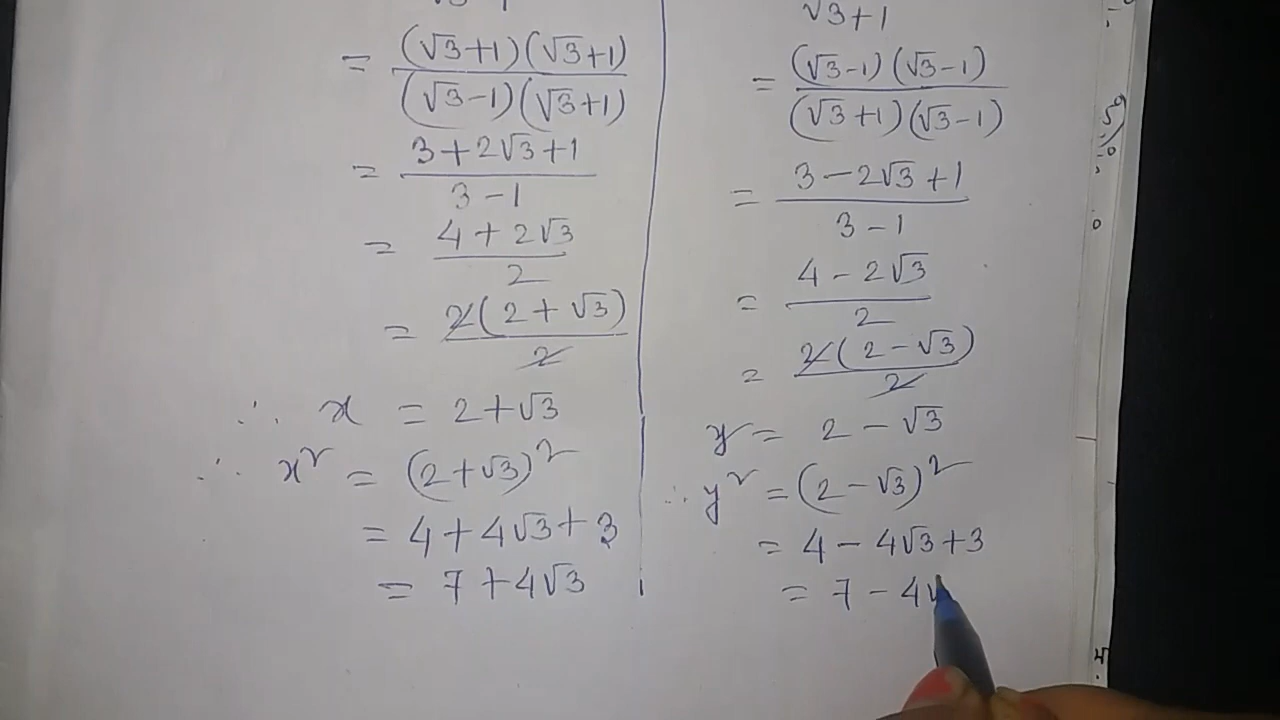 = (√3+1)(√3+1) / (√3-1)(√3+1)
= 3+2√3+1 / 3-1
= 4+2√3 / 2
= 2(2+√3) / 2
∴ x = 2+√3
∴ x² = (2+√3)²
= 4+4√3+3
= 7+4√3
√3+1
= (√3-1)(√3-1) / (√3+1)(√3-1)
= 3-2√3+1 / 3-1
= 4-2√3 / 2
= 2(2-√3) / 2
y = 2-√3
∴ y² = (2-√3)²
= 4-4√3+3
= 7-4√